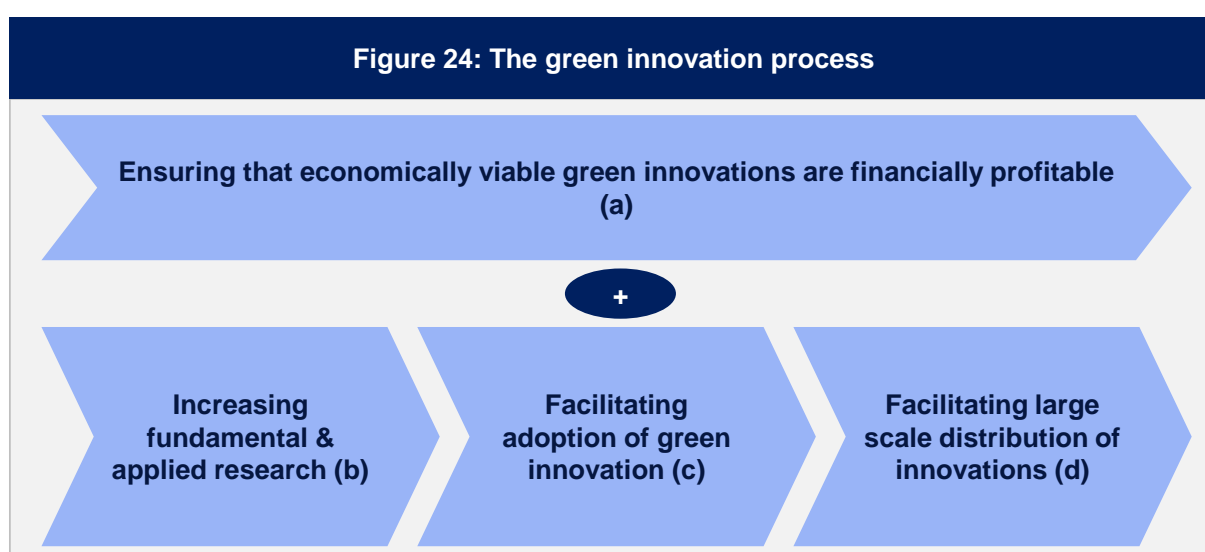 Figure 24: The green innovation process
Ensuring that economically viable green innovations are financially profitable
(a)
+
Increasing
fundamental &
applied research (b)
Facilitating
adoption of green
innovation (c)
Facilitating large
scale distribution of
innovations (d)